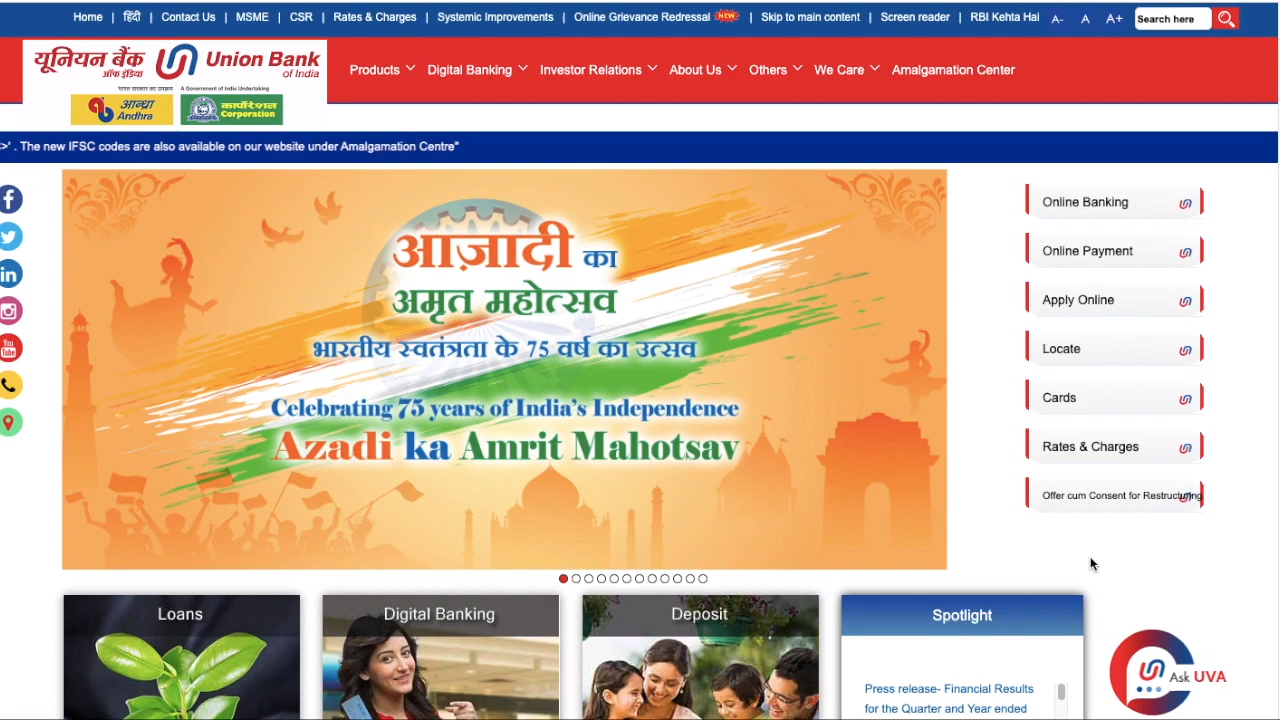 Home | हिंदी | Contact Us | MSME | CSR | Rates & Charges | Systemic Improvements | Online Grievance Redressal NEW | Skip to main content | Screen reader | RBI Kehta Hai A- A A+ Search here
यूनियन बैंक Union Bank
ऑफ़ इंडिया of India
भारत सरकार का उपक्रम A Government of India Undertaking
आन्ध्रा Andhra कार्पोरेशन Corporation
Products Digital Banking Investor Relations About Us Others We Care Amalgamation Center
>' . The new IFSC codes are also available on our website under Amalgamation Centre"
आज़ादी का
अमृत महोत्सव
भारतीय स्वतंत्रता के 75 वर्ष का उत्सव
Celebrating 75 years of India's Independence
Azadi ka Amrit Mahotsav
You
Tube
Online Banking
Online Payment
Apply Online
Locate
Cards
Rates & Charges
Offer cum Consent for Restructuring
Loans
Digital Banking
Deposit
Spotlight
Press release- Financial Results
for the Quarter and Year ended
Ask UVA